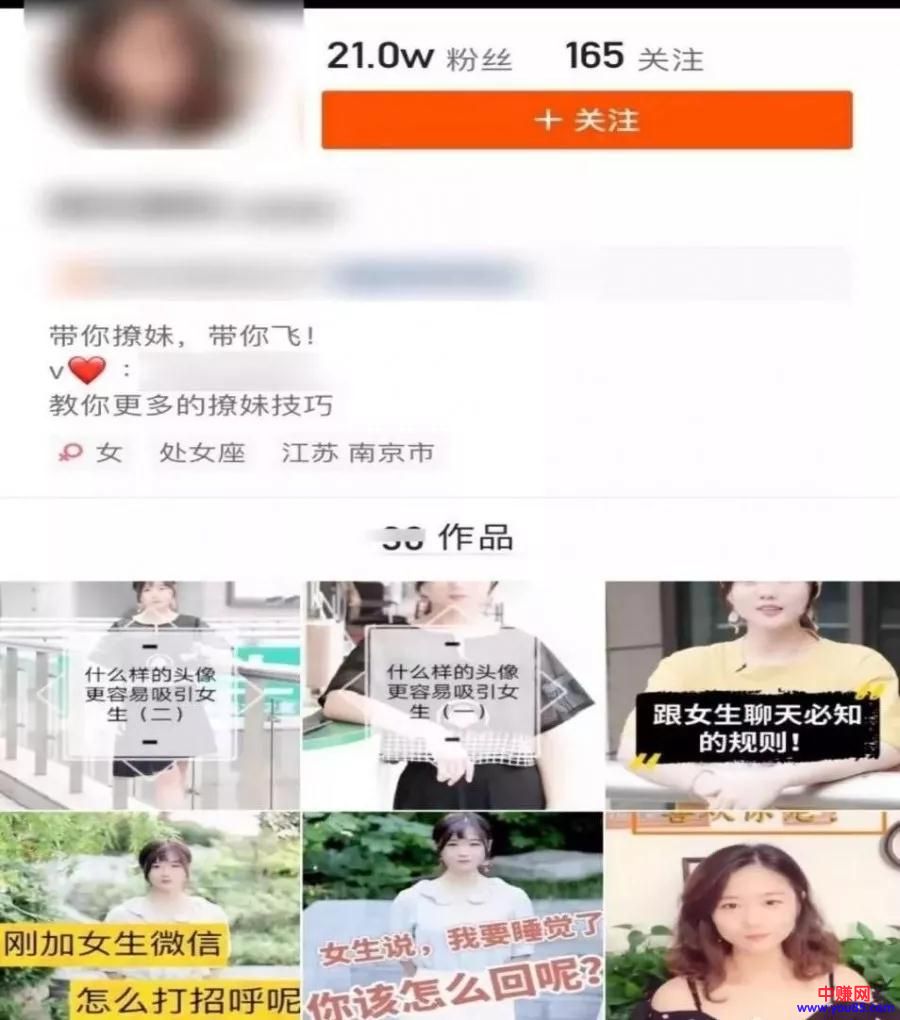 21.0w 粉丝 165 关注
+ 关注
带你撩妹，带你飞!
v❤️：
教你更多的撩妹技巧
女 处女座 江苏 南京市
作品
什么样的头像
更容易吸引女
生（二）
什么样的头像
更容易吸引女
生（一）
跟女生聊天必知
的规则!
刚加女生微信
怎么打招呼呢
女生说，我要睡觉了
你该怎么回呢?
中赚网